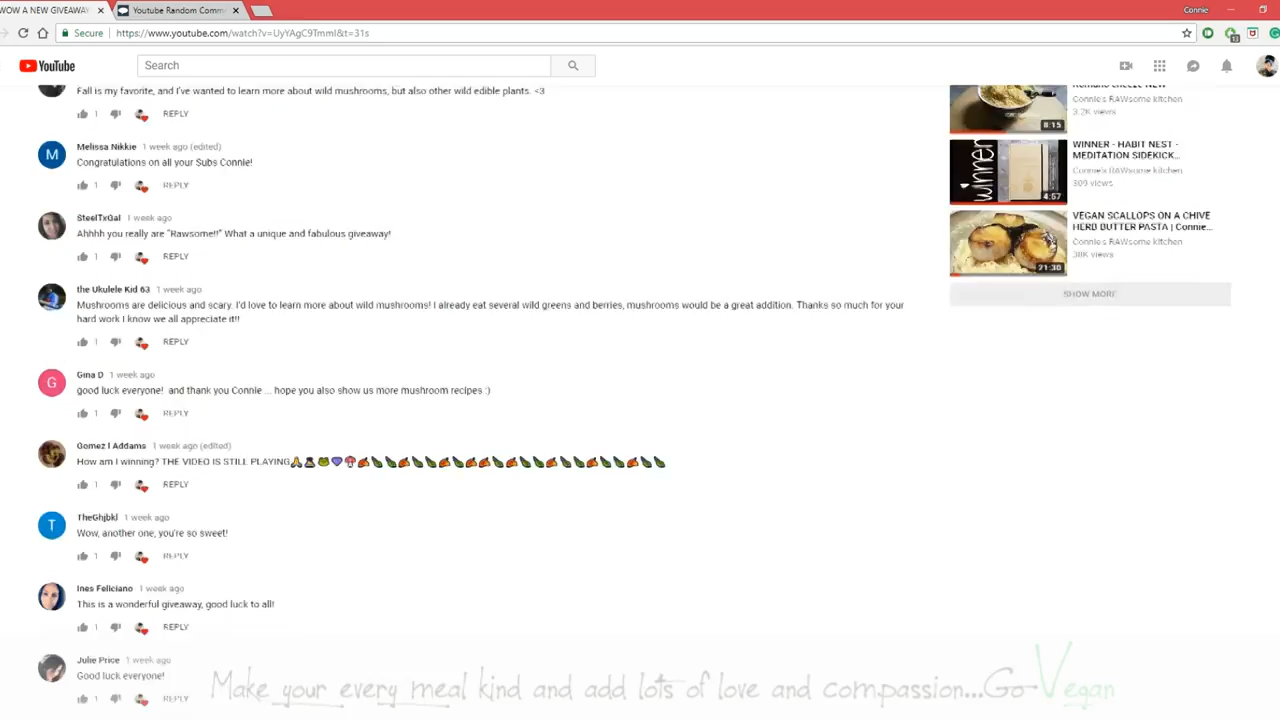 WOW A NEW GIVEAWAY
Youtube Random Comm
Connie
Secure
https://www.youtube.com/watch?v=UyYAgC9TmmI&t=31s
YouTube
Search
Fall is my favorite, and I've wanted to learn more about wild mushrooms, but also other wild edible plants. <3
1 REPLY
Melissa Nikkie 1 week ago (edited)
Congratulations on all your Subs Connie!
1 REPLY
SteelTxGal 1 week ago
Ahhhh you really are "Rawsome!!" What a unique and fabulous giveaway!
1 REPLY
the Ukulele Kid 63 1 week ago
Mushrooms are delicious and scary. I'd love to learn more about wild mushrooms! I already eat several wild greens and berries, mushrooms would be a great addition. Thanks so much for your
hard work I know we all appreciate it!!
1 REPLY
G
Gina D 1 week ago
good luck everyone! and thank you Connie ... hope you also show us more mushroom recipes :)
1 REPLY
Gomez l Addams 1 week ago (edited)
How am I winning? THE VIDEO IS STILL PLAYING
1 REPLY
T
TheGhjbkl 1 week ago
Wow, another one, you're so sweet!
1 REPLY
Ines Feliciano 1 week ago
This is a wonderful giveaway, good luck to all!
1 REPLY
Julie Price 1 week ago
Good luck everyone!
1 REPLY
Make your every meal kind and add lots of love and compassion...Go Vegan
8:15
Connie's RAWsome kitchen
3.2K views
winner
4:57
WINNER - HABIT NEST -
MEDITATION SIDEKICK...
Connie's RAWsome kitchen
309 views
21:30
VEGAN SCALLOPS ON A CHIVE
HERB BUTTER PASTA | Connie...
Connie's RAWsome kitchen
38K views
SHOW MORE